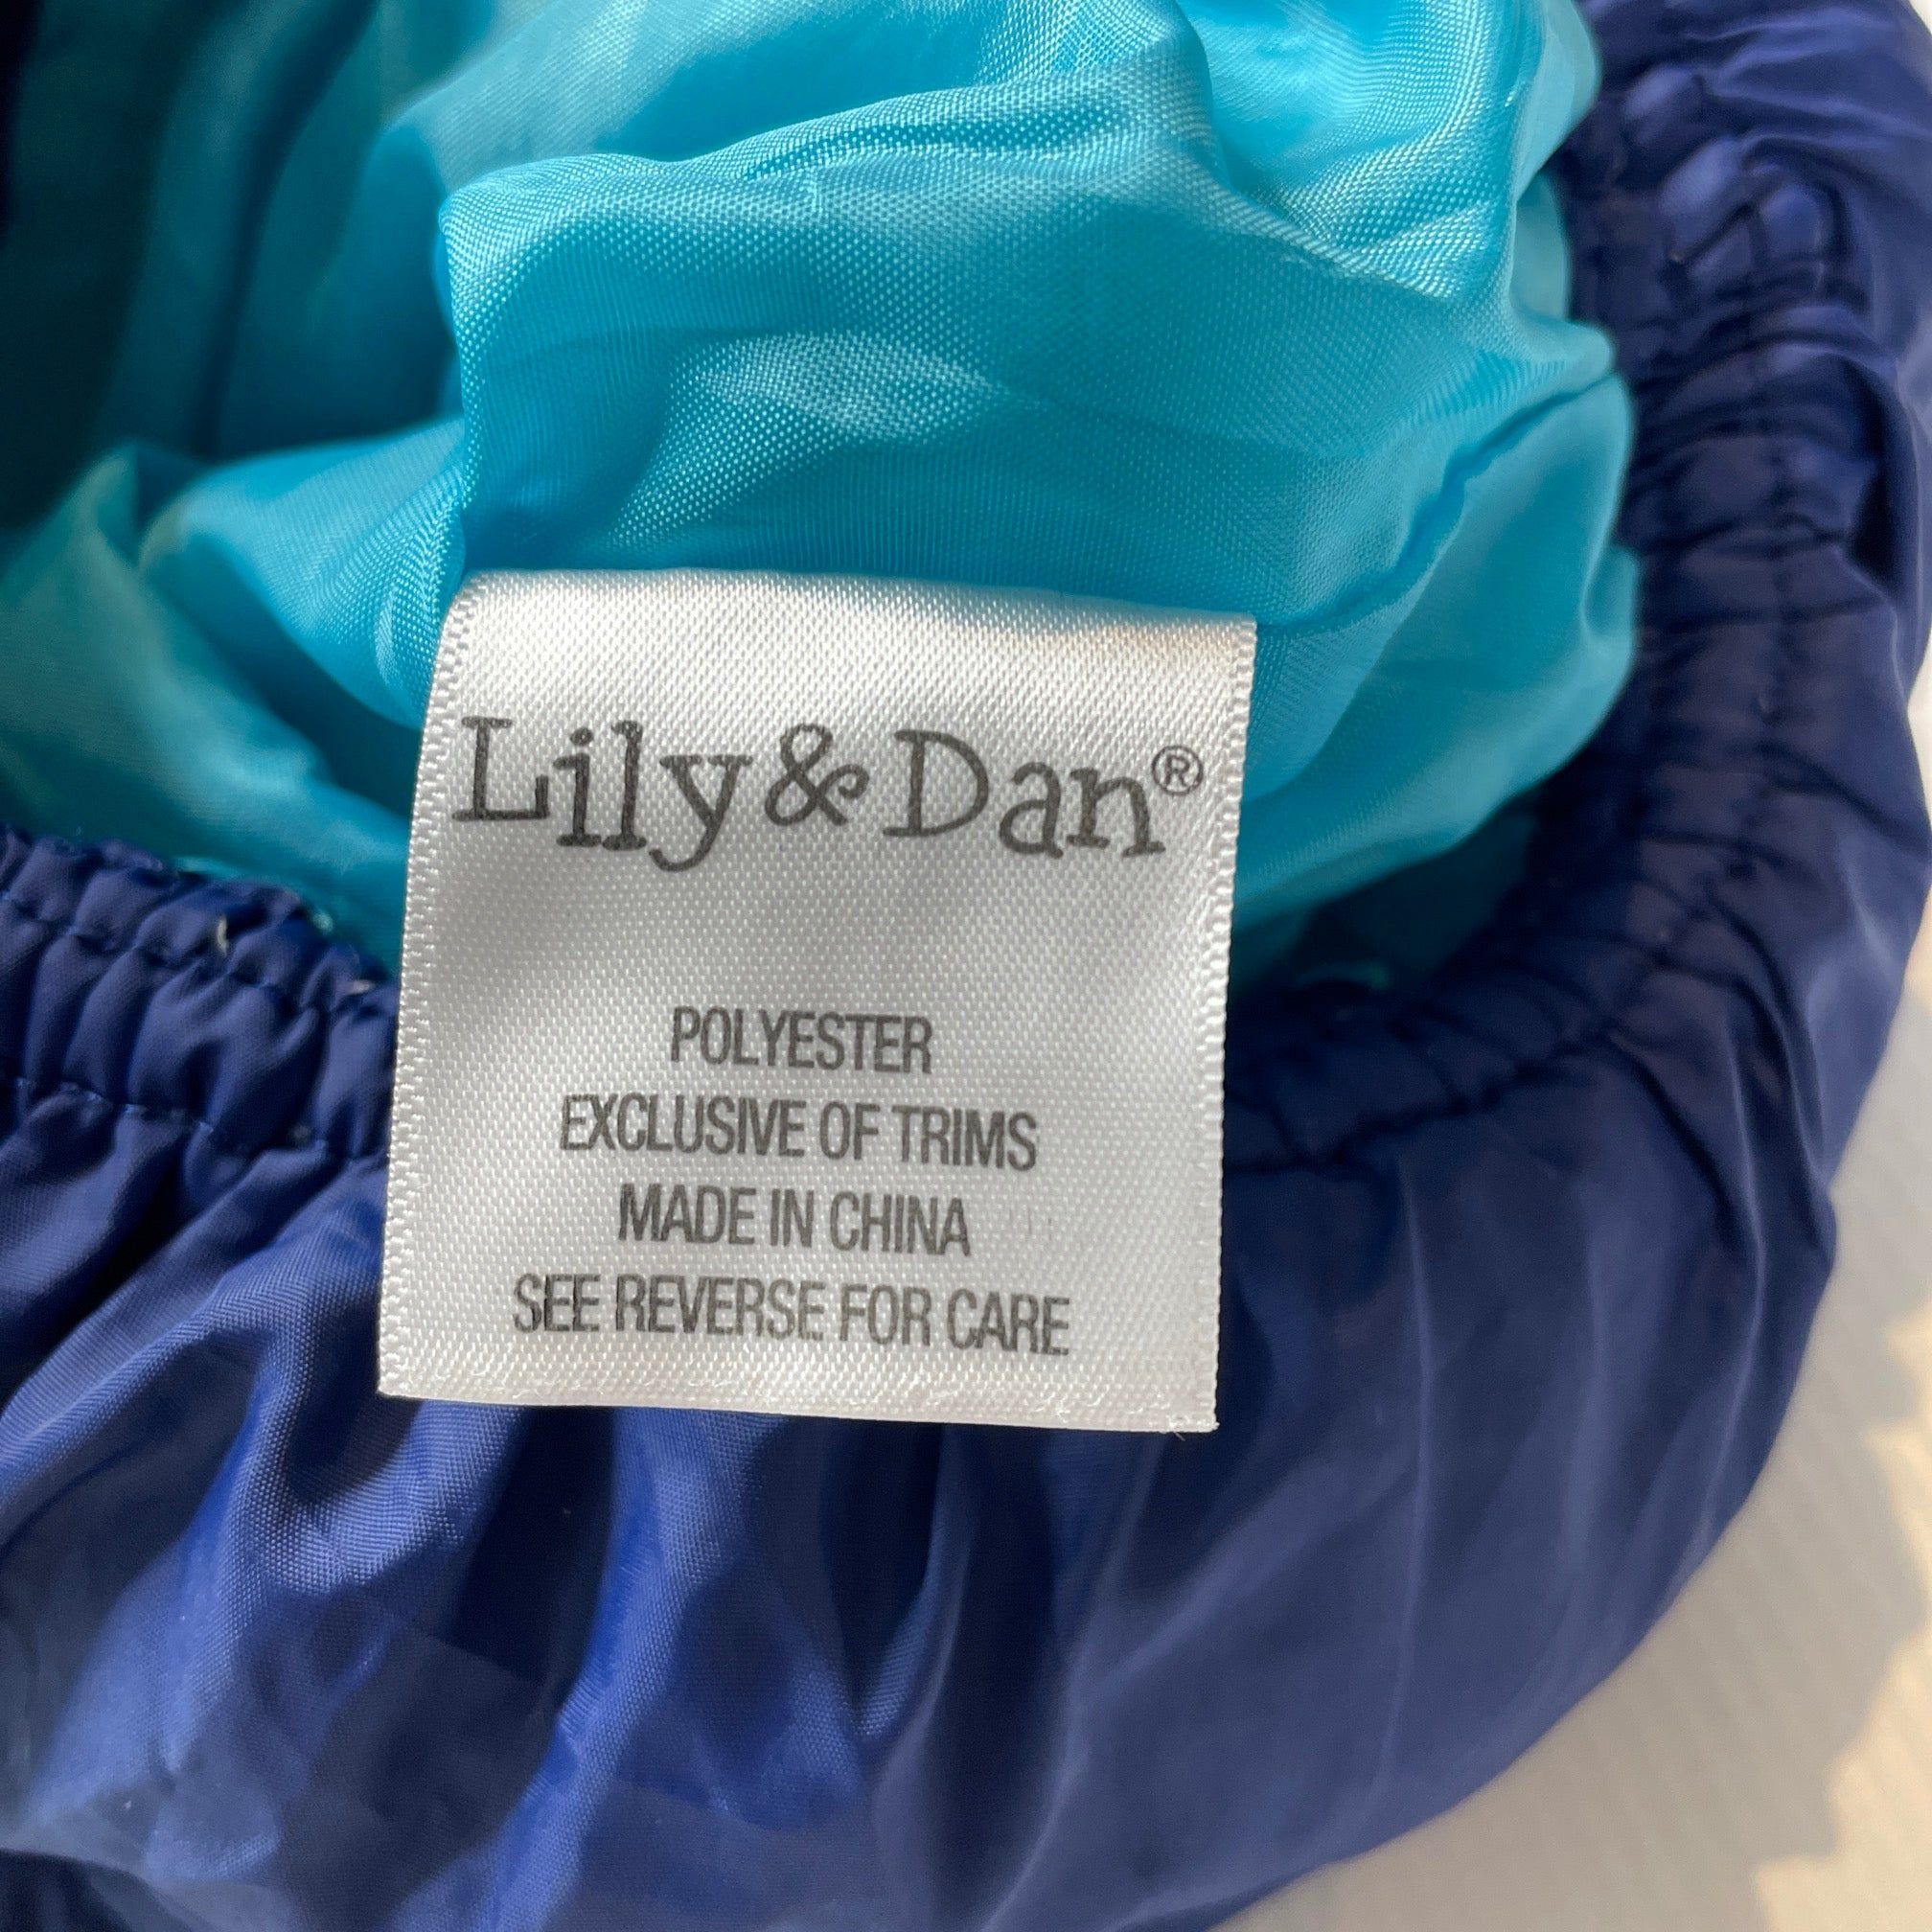 Lily&Dan®
POLYESTER
EXCLUSIVE OF TRIMS
MADE IN CHINA
SEE REVERSE FOR CARE